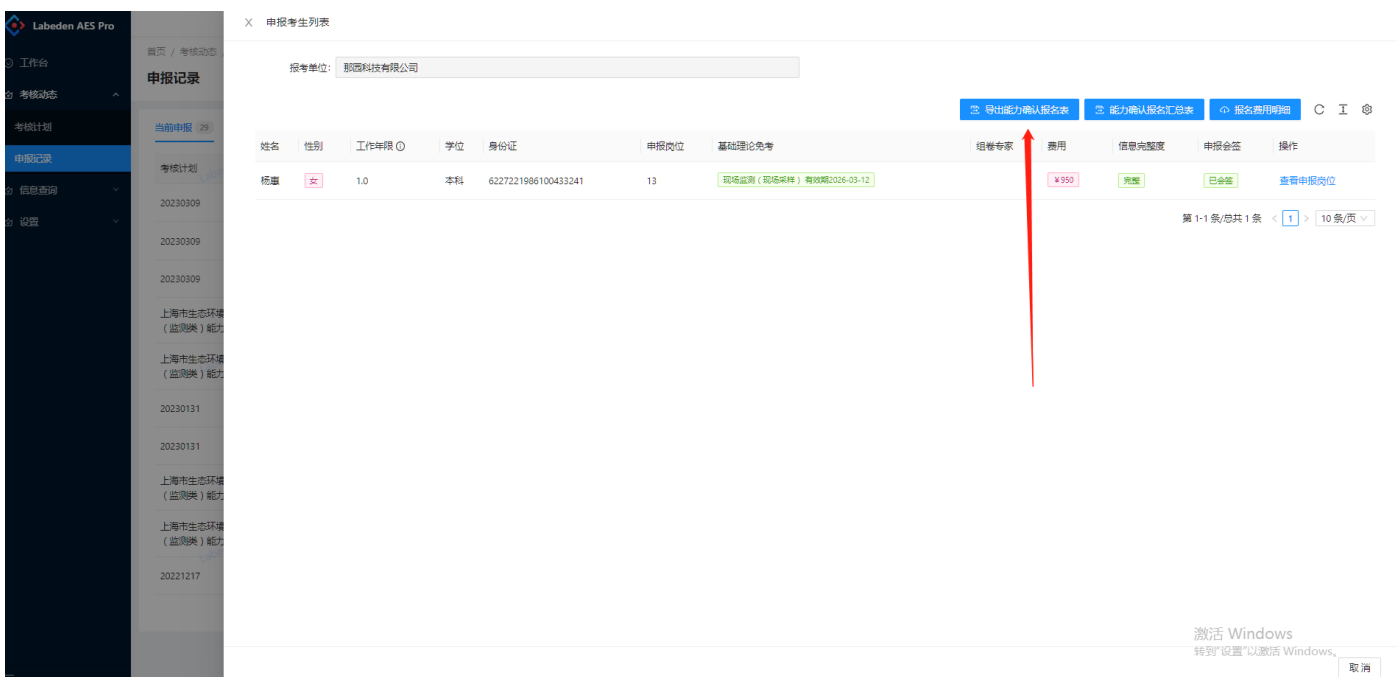 Labeden AES Pro
工作台
考核动态
考核计划
申报记录
信息查询
设置
首页 / 考核动态 /
申报记录
当前申报 29
考核计划
20230309
20230309
20230309
上海市生态环境
（监测类）能力
上海市生态环境
（监测类）能力
20230131
20230131
上海市生态环境
（监测类）能力
上海市生态环境
（监测类）能力
20221217
X 申报考生列表
报考单位: 那园科技有限公司
导出能力确认报名表 能力确认报名汇总表 报名费用明细
姓名 性别 工作年限 学位 身份证 申报岗位 基础理论免考 组卷专家 费用 信息完整度 申报会签 操作
杨惠 女 1.0 本科 6227221986100433241 13 现场监测（现场采样）有效期2026-03-12 ¥950 完整 已会签 查看申报岗位
第 1-1 条/总共 1 条 < 1 > 10 条/页
激活 Windows
转到"设置"以激活 Windows。
取消